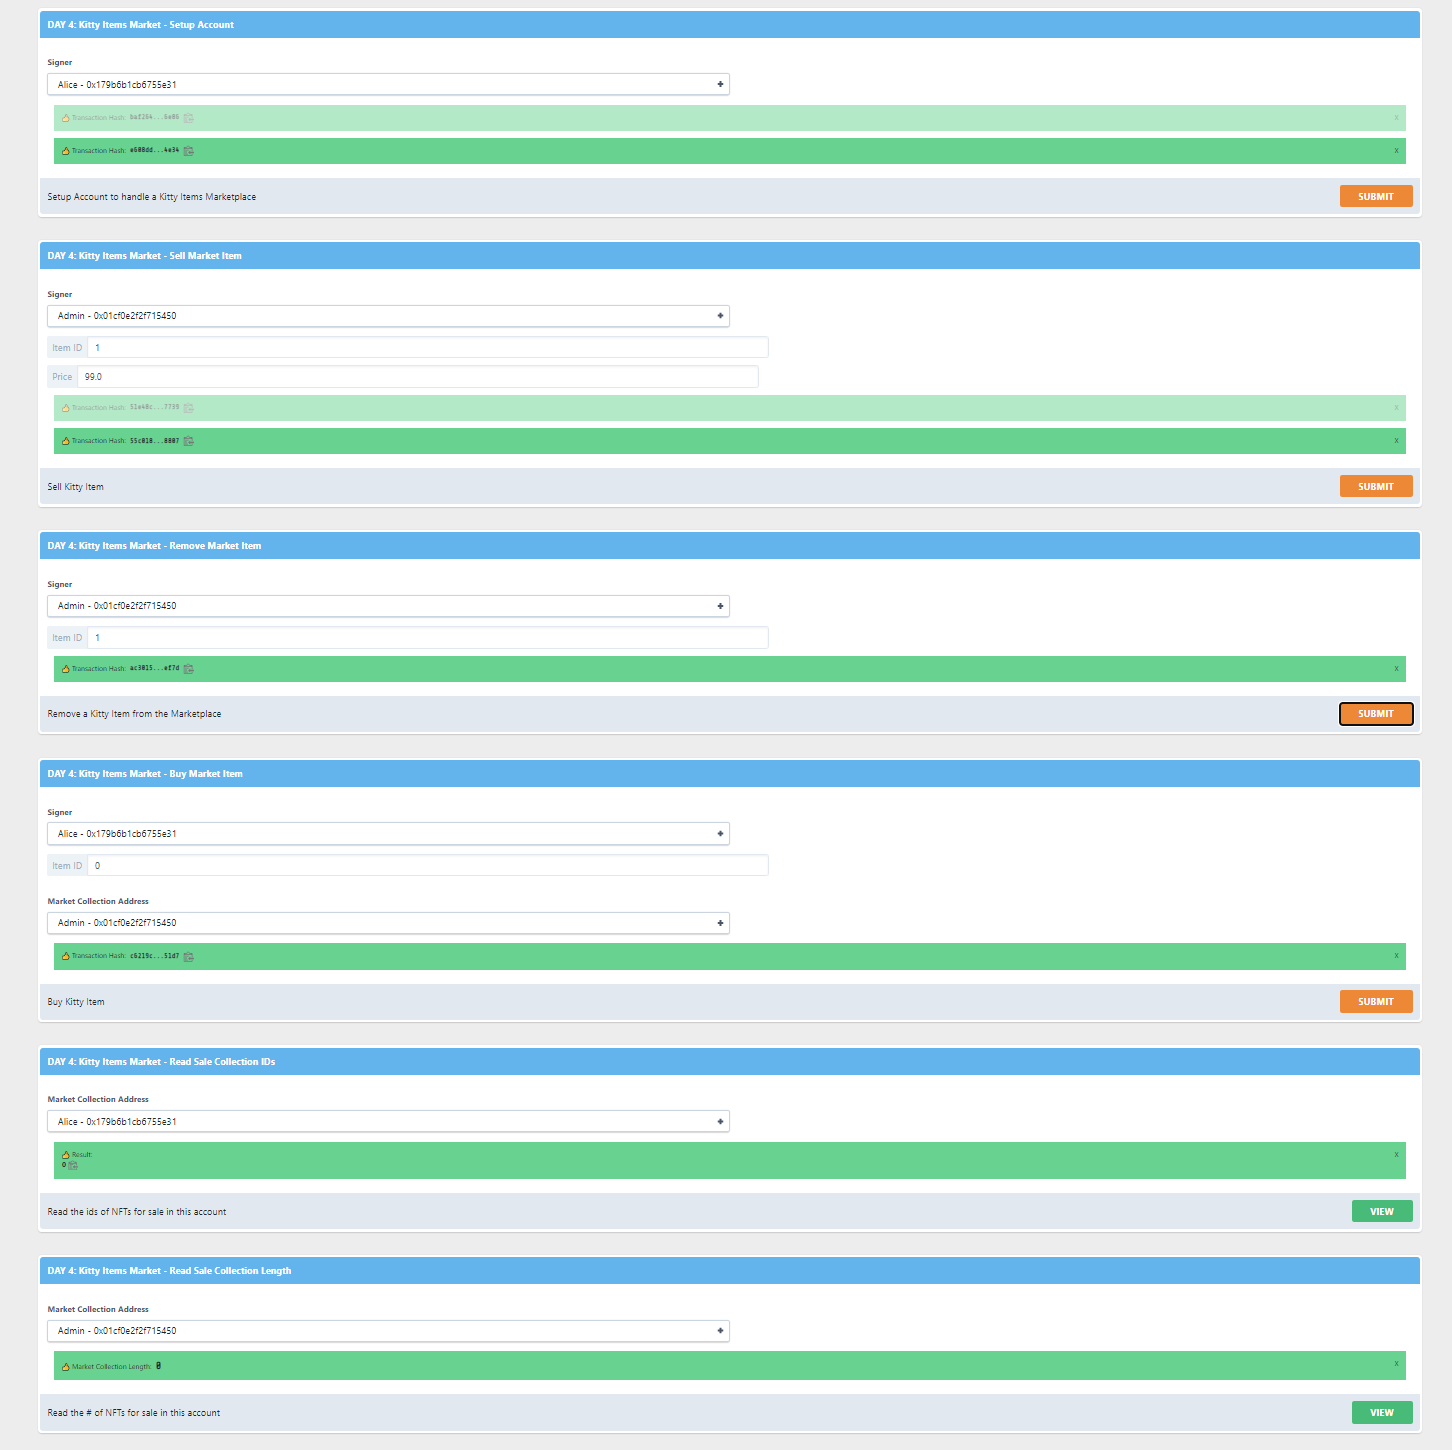 DAY 4: Kitty Items Market - Setup Account
Signer
Alice - 0x179b6b1cb6755e31
Transaction Hash: baf264...5e86 x
Transaction Hash: e608dd...4e34 x
Setup Account to handle a Kitty Items Marketplace SUBMIT
DAY 4: Kitty Items Market - Sell Market Item
Signer
Admin - 0x01cf0e2f2f715450
Item ID 1
Price 99.0
Transaction Hash: 51e48c...7739 x
Transaction Hash: 55c018...8807 x
Sell Kitty Item SUBMIT
DAY 4: Kitty Items Market - Remove Market Item
Signer
Admin - 0x01cf0e2f2f715450
Item ID 1
Transaction Hash: ac3015...ef7d x
Remove a Kitty Item from the Marketplace SUBMIT
DAY 4: Kitty Items Market - Buy Market Item
Signer
Alice - 0x179b6b1cb6755e31
Item ID 0
Market Collection Address
Admin - 0x01cf0e2f2f715450
Transaction Hash: c6219c...51d7 x
Buy Kitty Item SUBMIT
DAY 4: Kitty Items Market - Read Sale Collection IDs
Market Collection Address
Alice - 0x179b6b1cb6755e31
Result: x
0
Read the ids of NFTs for sale in this account VIEW
DAY 4: Kitty Items Market - Read Sale Collection Length
Market Collection Address
Admin - 0x01cf0e2f2f715450
Market Collection Length: 0 x
Read the # of NFTs for sale in this account VIEW